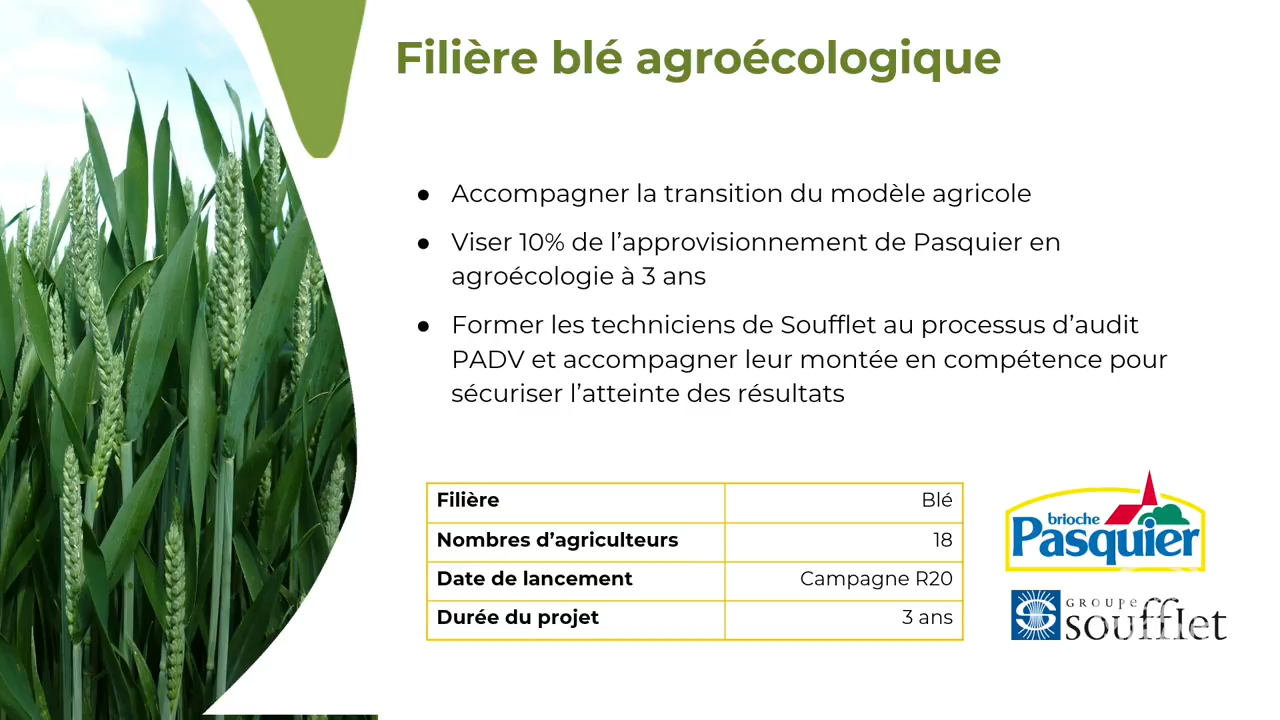 Filière blé agroécologique
● Accompagner la transition du modèle agricole
● Viser 10% de l’approvisionnement de Pasquier en
agroécologie à 3 ans
● Former les techniciens de Soufflet au processus d’audit
PADV et accompagner leur montée en compétence pour
sécuriser l’atteinte des résultats
Filière Blé
Nombres d’agriculteurs 18
Date de lancement Campagne R20
Durée du projet 3 ans
brioche
Pasquier
GROUPE
soufflet